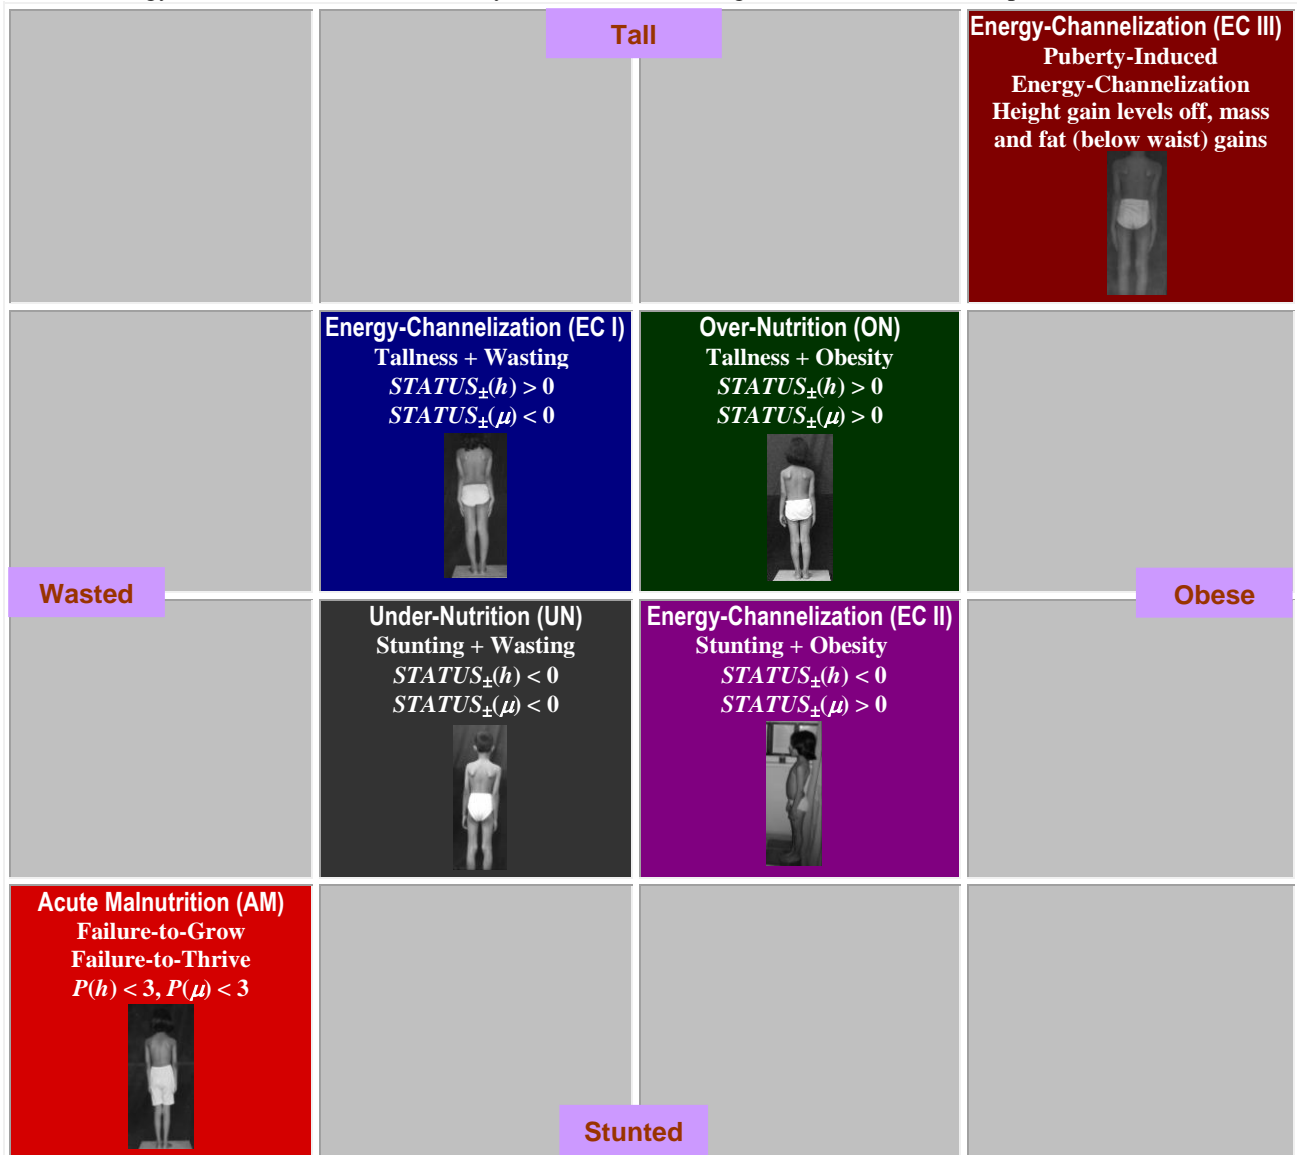 Tall
Energy-Channelization (EC III)
Puberty-Induced
Energy-Channelization
Height gain levels off, mass
and fat (below waist) gains
Energy-Channelization (EC I)
Tallness + Wasting
STATUS±(h) > 0
STATUS±(μ) < 0
Over-Nutrition (ON)
Tallness + Obesity
STATUS±(h) > 0
STATUS±(μ) > 0
Wasted
Obese
Under-Nutrition (UN)
Stunting + Wasting
STATUS±(h) < 0
STATUS±(μ) < 0
Energy-Channelization (EC II)
Stunting + Obesity
STATUS±(h) < 0
STATUS±(μ) > 0
Acute Malnutrition (AM)
Failure-to-Grow
Failure-to-Thrive
P(h) < 3, P(μ) < 3
Stunted